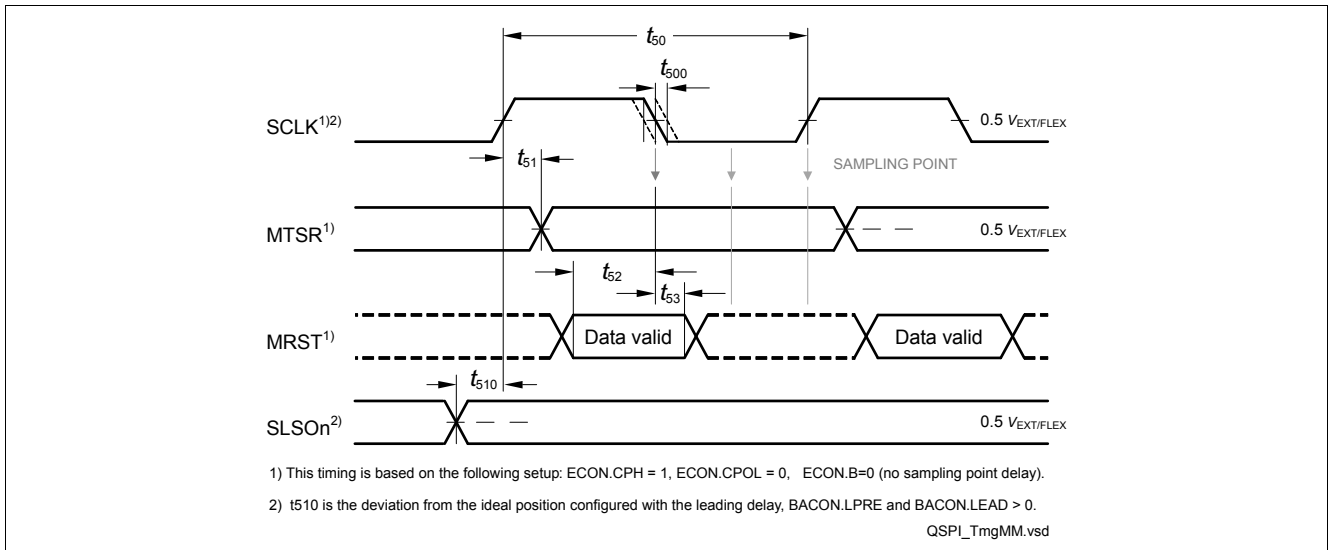 t50
t500
SCLK1)2)
0.5 VEXT/FLEX
t51
SAMPLING POINT
MTSR1)
0.5 VEXT/FLEX
t52
t53
MRST1)
Data valid
Data valid
t510
SLSOn2)
0.5 VEXT/FLEX
1) This timing is based on the following setup: ECON.CPH = 1, ECON.CPOL = 0, ECON.B=0 (no sampling point delay).
2) t510 is the deviation from the ideal position configured with the leading delay, BACON.LPRE and BACON.LEAD > 0.
QSPI_TmgMM.vsd